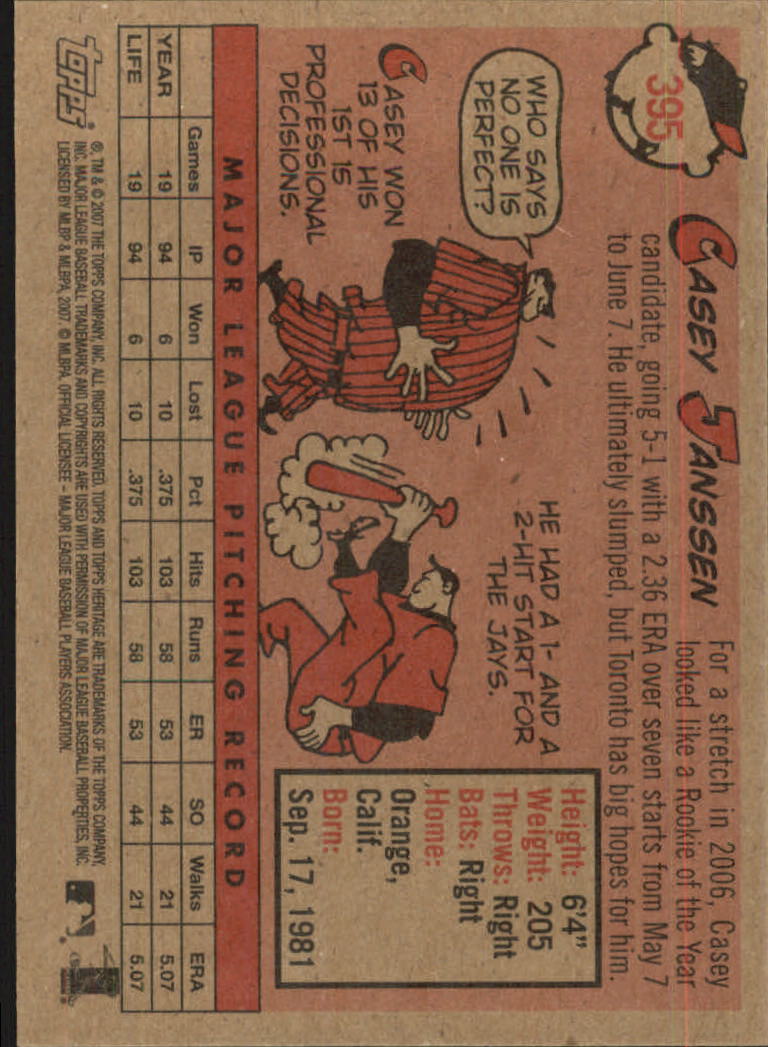 395
CASEY JANSSEN
For a stretch in 2006, Casey
looked like a Rookie of the Year
candidate, going 5-1 with a 2.36 ERA over seven starts from May 7
to June 7. He ultimately slumped, but Toronto has big hopes for him.
WHO SAYS
NO ONE IS
PERFECT?
CASEY WON
13 OF HIS
1ST 15
PROFESSIONAL
DECISIONS.
HE HAD A 1- AND A
2-HIT START FOR
THE JAYS.
Height: 6'4"
Weight: 205
Throws: Right
Bats: Right
Home:
Orange,
Calif.
Born:
Sep. 17, 1981
MAJOR LEAGUE PITCHING RECORD
Games IP Won Lost Pct Hits Runs ER SO Walks ERA
YEAR 19 94 6 10 .375 103 58 53 44 21 5.07
LIFE 19 94 6 10 .375 103 58 53 44 21 5.07
topps®
®, TM & © 2007 THE TOPPS COMPANY, INC. ALL RIGHTS RESERVED. TOPPS AND TOPPS HERITAGE ARE TRADEMARKS OF THE TOPPS COMPANY,
INC. MAJOR LEAGUE BASEBALL TRADEMARKS AND COPYRIGHTS ARE USED WITH PERMISSION OF MAJOR LEAGUE BASEBALL PROPERTIES, INC.
LICENSED BY MLBP & MLBPA, 2007. © MLBPA, OFFICIAL LICENSEE – MAJOR LEAGUE BASEBALL PLAYERS ASSOCIATION.